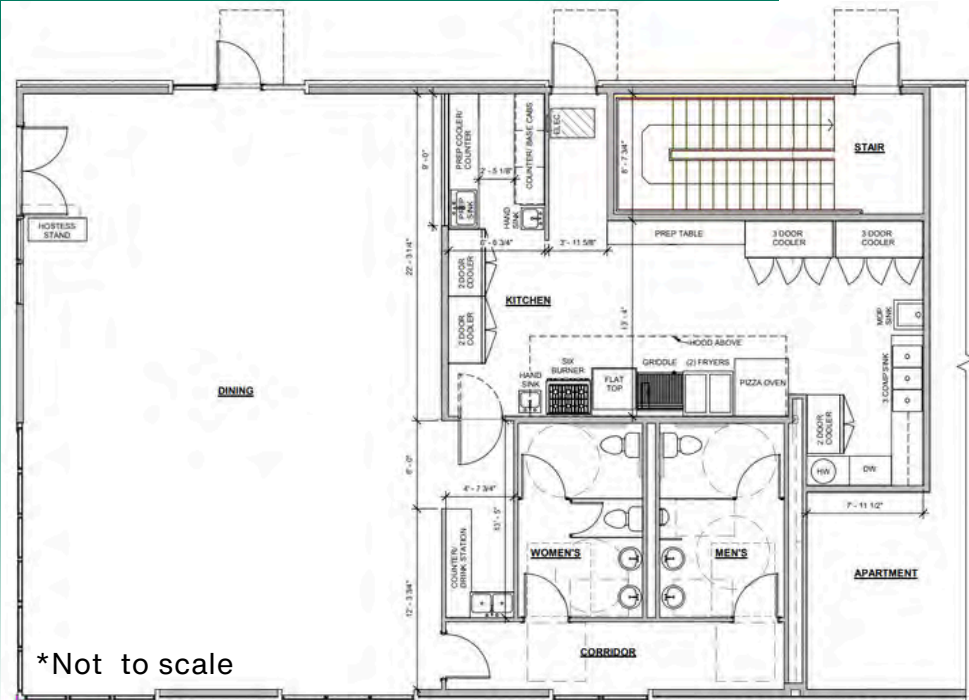 PREP COOLER/
COUNTER
COUNTER/ BASE CABS
ELEC
STAIR
9'-0"
2' - 5 1/8"
8' - 7 3/4"
PREP
SINK
HAND
SINK
HOSTESS
STAND
6' - 6 3/4"
3' - 11 5/8"
PREP TABLE
3 DOOR
COOLER
3 DOOR
COOLER
22' - 3 1/4"
2 DOOR
COOLER
KITCHEN
13' - 4"
MOP
SINK
2 DOOR
COOLER
HOOD ABOVE
SIX
BURNER
GRIDDLE
(2) FRYERS
HAND
SINK
FLAT
TOP
PIZZA OVEN
3 COMP SINK
DINING
2 DOOR
COOLER
HW
DW
6' - 0"
4' - 7 3/4"
13' - 5"
7' - 11 1/2"
COUNTER/
DRINK STATION
WOMEN'S
MEN'S
APARTMENT
12' - 3 3/4"
CORRIDOR
*Not to scale